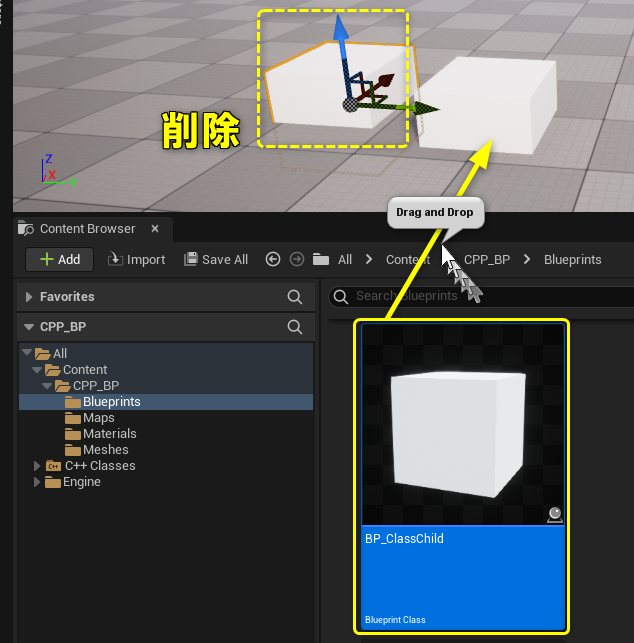 削除
Z
X
Y
Drag and Drop
Content Browser
Add
Import
Save All
All
Content
CPP_BP
Blueprints
Favorites
Search Blueprints
CPP_BP
All
Content
CPP_BP
Blueprints
Maps
Materials
Meshes
C++ Classes
Engine
BP_ClassChild
Blueprint Class